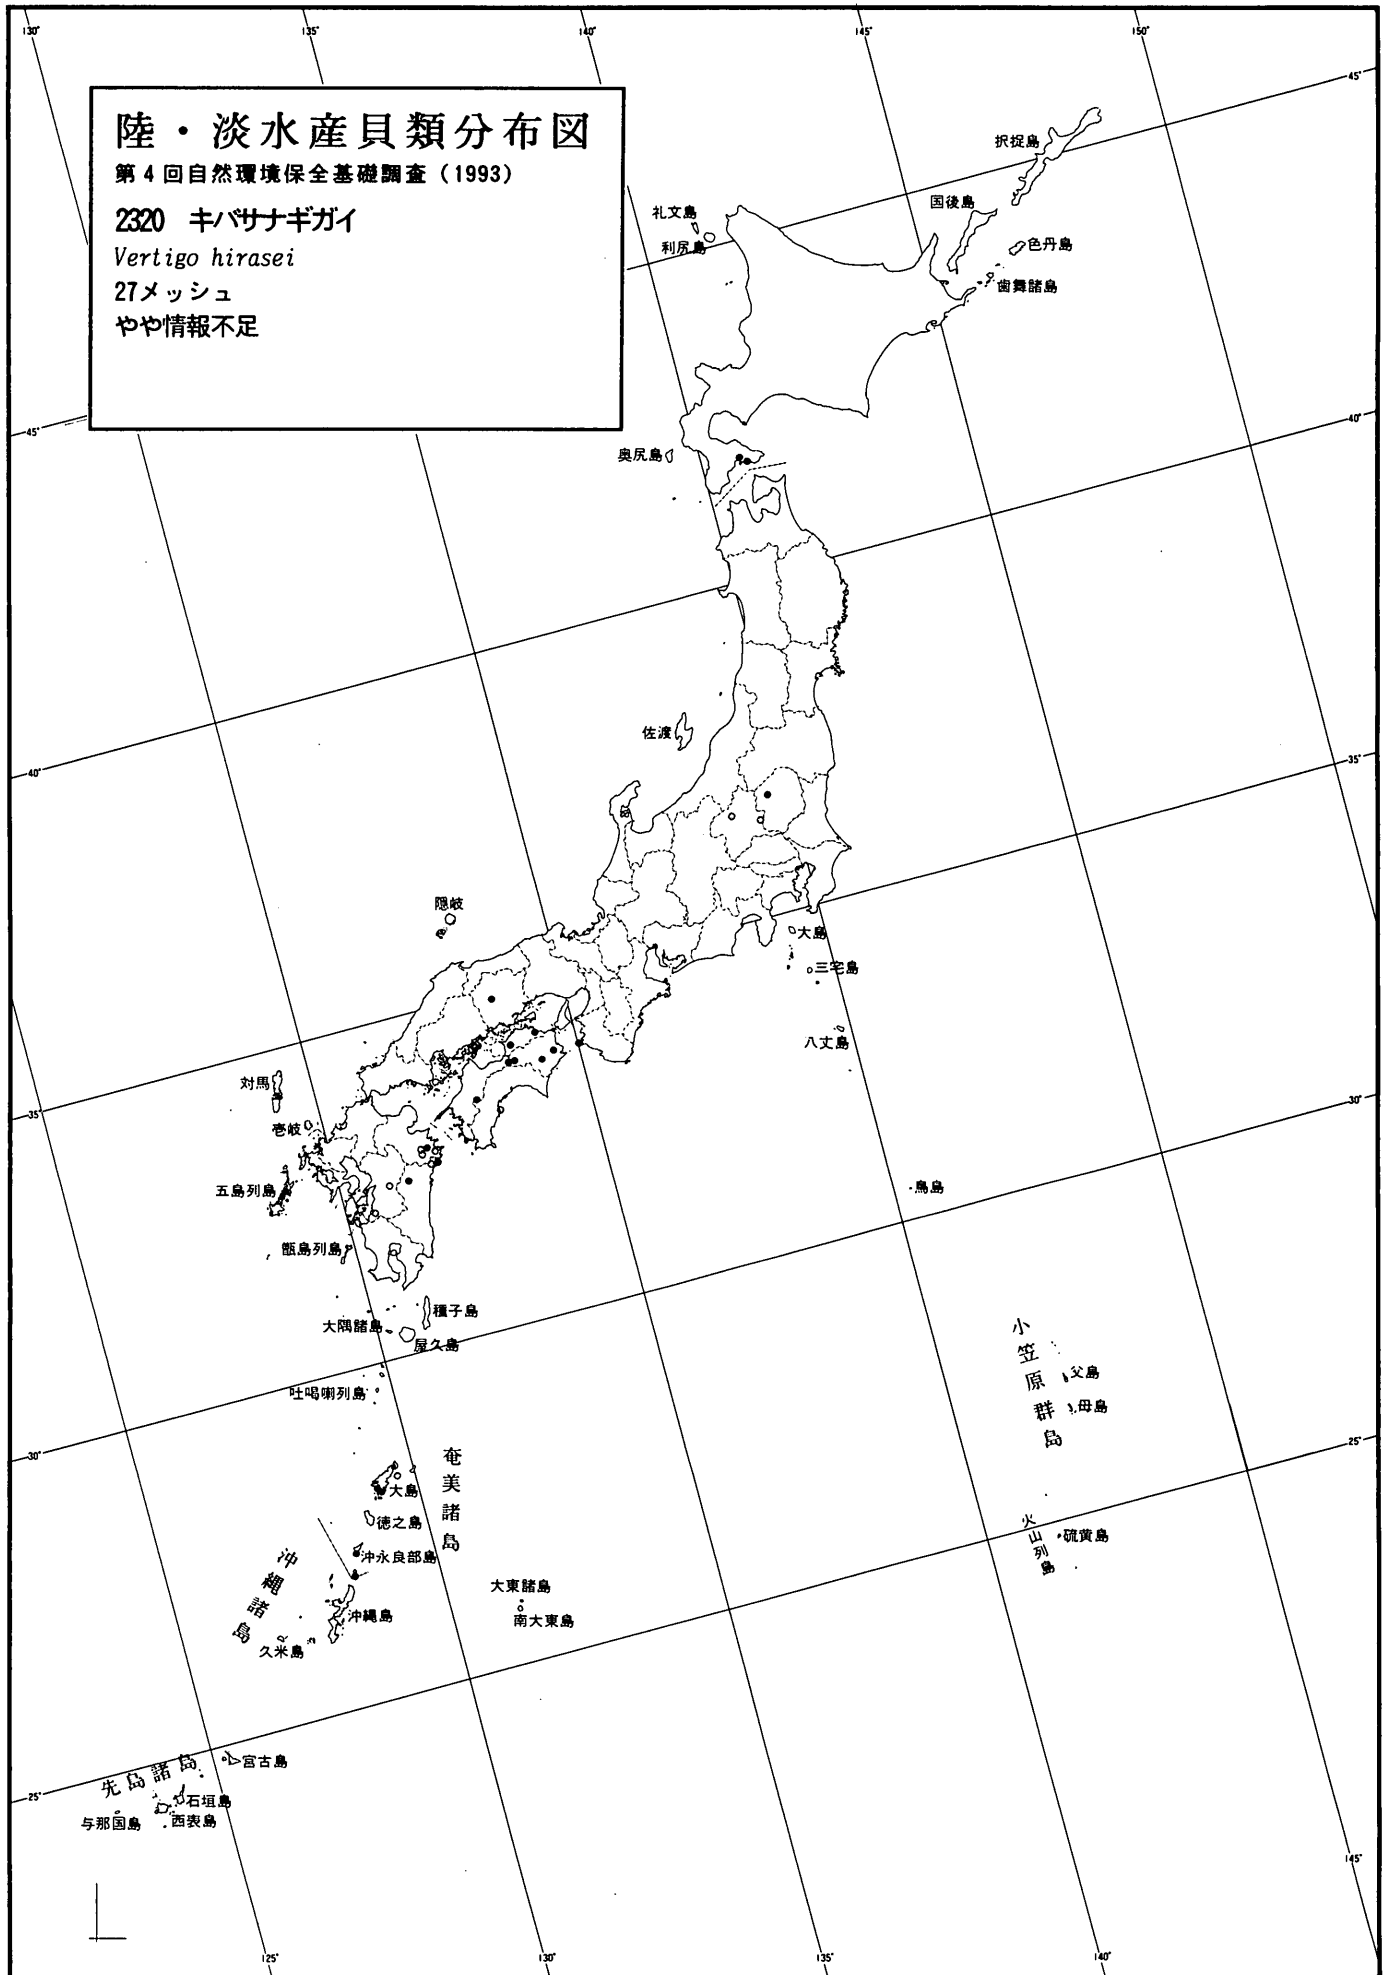 130°
135°
140°
145°
150°
45°
陸・淡水産貝類分布図
第4回自然環境保全基礎調査（1993）
2320 キバサナギガイ
Vertigo hirasei
27メッシュ
やや情報不足
択捉島
国後島
礼文島
利尻島
色丹島
歯舞諸島
45°
40°
奥尻島
佐渡
40°
35°
隠岐
大島
三宅島
八丈島
対馬
35°
壱岐
30°
五島列島
鳥島
甑島列島
種子島
大隅諸島
屋久島
小笠原群島
父島
吐噶喇列島
母島
30°
25°
奄美諸島
大島
徳之島
火山列島
硫黄島
沖永良部島
沖縄諸島
大東諸島
沖縄島
南大東島
久米島
宮古島
先島諸島
25°
石垣島
与那国島
西表島
145°
125°
130°
135°
140°